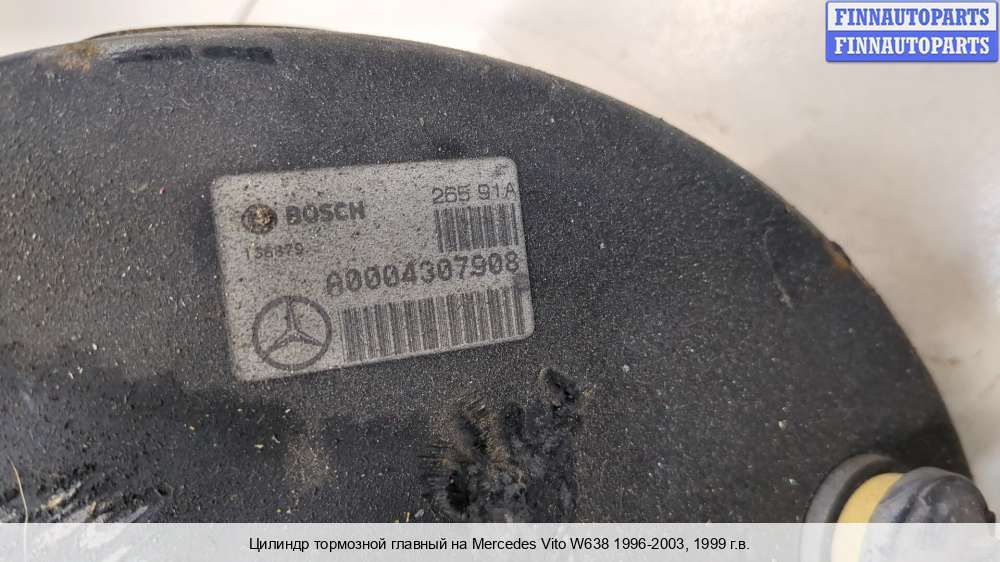 FINNAUTOPARTS
FINNAUTOPARTS
BOSCH
265 91A
A0004307908
Цилиндр тормозной главный на Mercedes Vito W638 1996-2003, 1999 г.в.